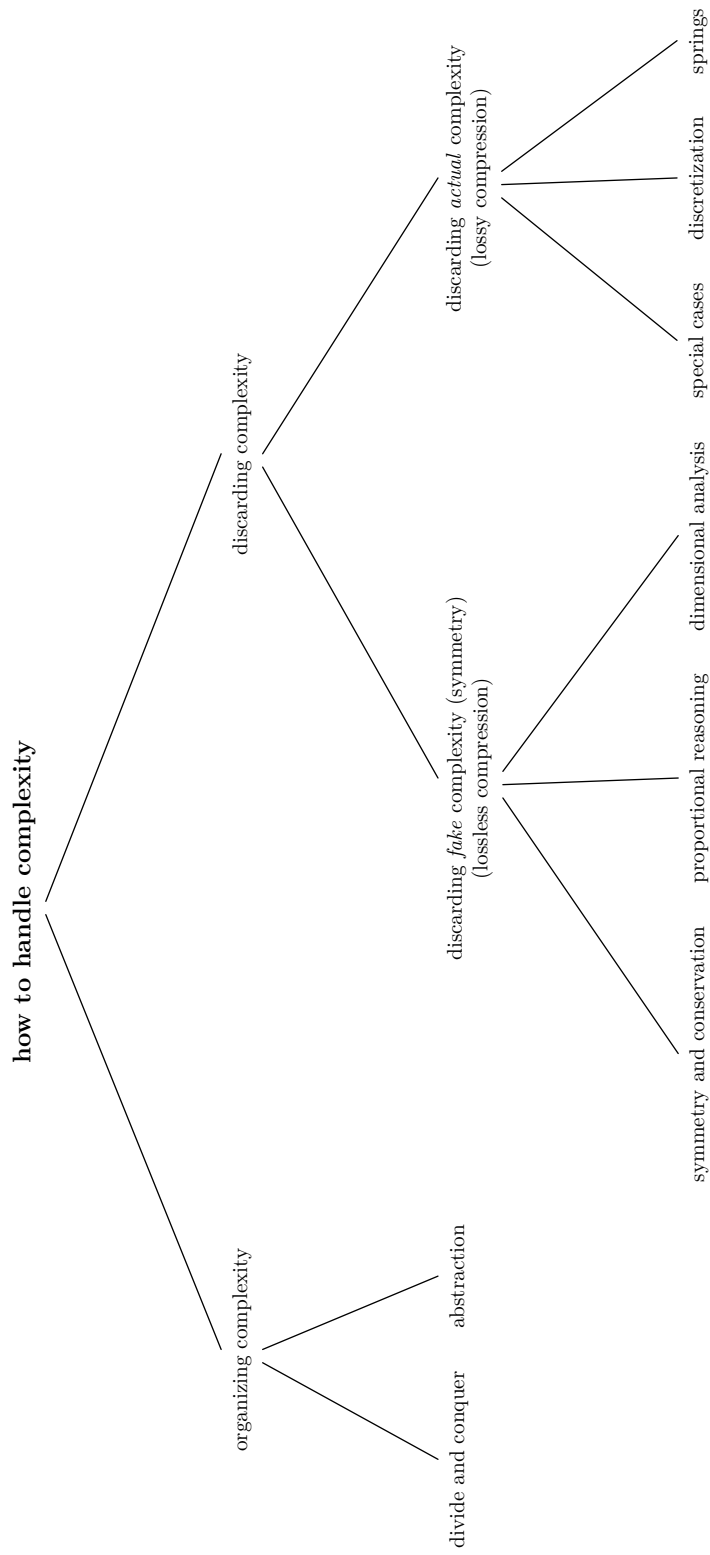 how to handle complexity
organizing complexity
discarding complexity
divide and conquer
abstraction
discarding fake complexity (symmetry)
(lossless compression)
discarding actual complexity
(lossy compression)
symmetry and conservation
proportional reasoning
dimensional analysis
special cases
discretization
springs